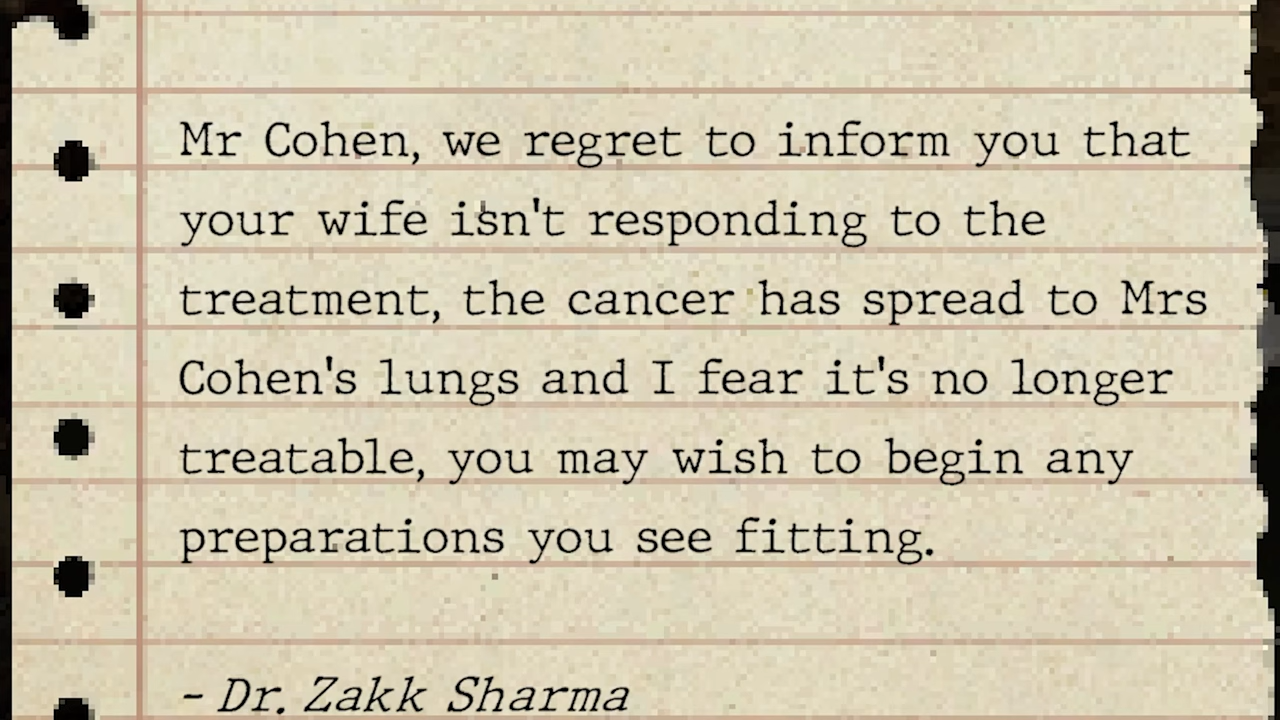 Mr Cohen, we regret to inform you that
your wife isn't responding to the
treatment, the cancer has spread to Mrs
Cohen's lungs and I fear it's no longer
treatable, you may wish to begin any
preparations you see fitting.
- Dr. Zakk Sharma